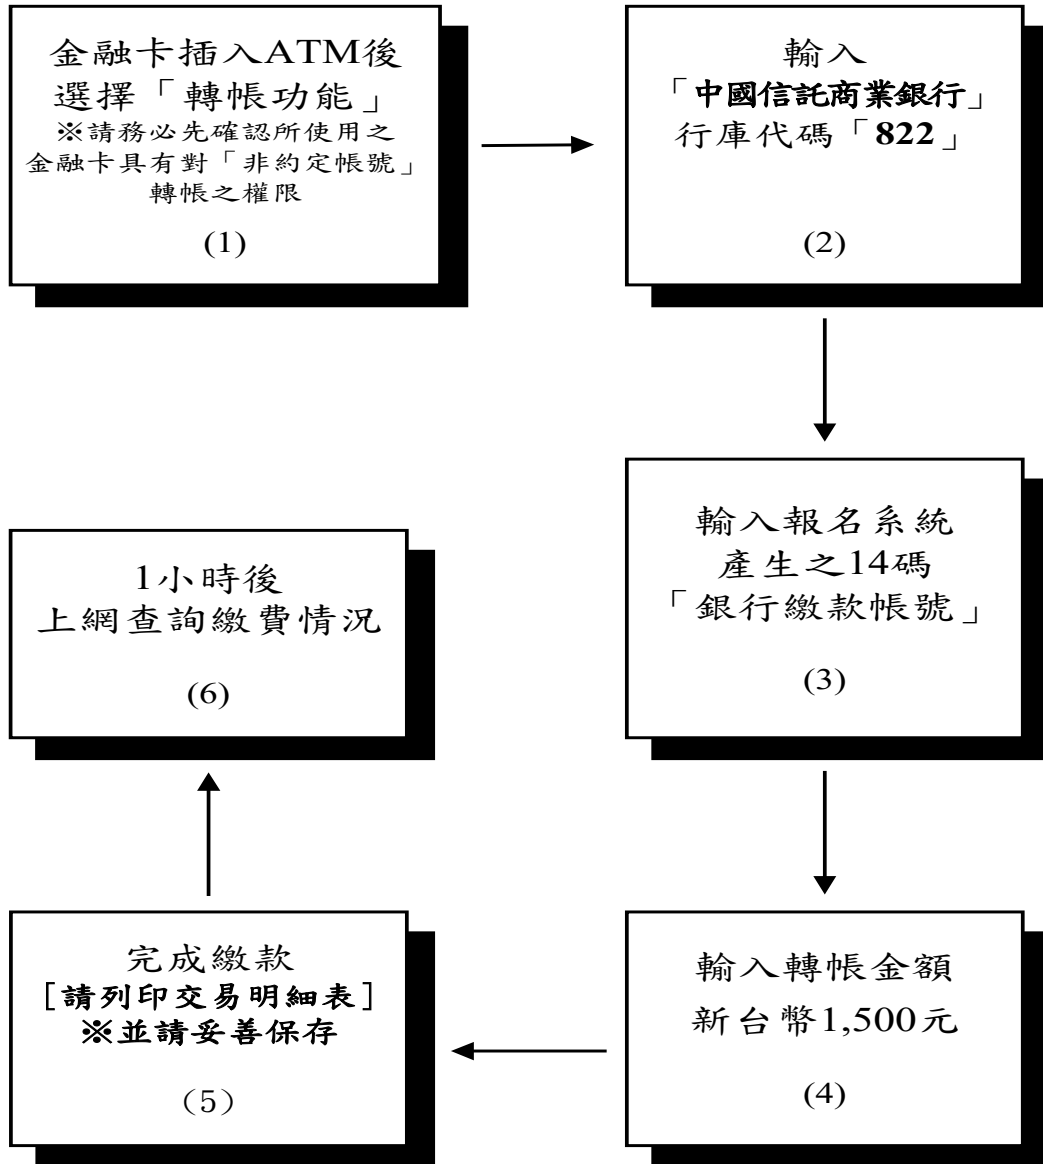 金融卡插入ATM後
選擇「轉帳功能」
※請務必先確認所使用之
金融卡具有對「非約定帳號」
轉帳之權限
(1)
輸入
「中國信託商業銀行」
行庫代碼「822」
(2)
輸入報名系統
產生之14碼
「銀行繳款帳號」
(3)
輸入轉帳金額
新台幣1,500元
(4)
完成繳款
[請列印交易明細表]
※並請妥善保存
（5）
1小時後
上網查詢繳費情況
(6)